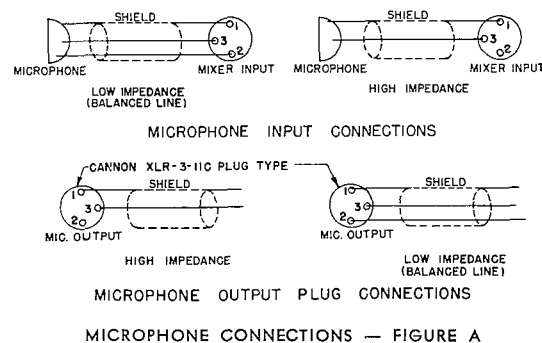 SHIELD
1
3
2
MICROPHONE
MIXER INPUT
LOW IMPEDANCE
(BALANCED LINE)
SHIELD
1
3
2
MICROPHONE
MIXER INPUT
HIGH IMPEDANCE
MICROPHONE INPUT CONNECTIONS
CANNON XLR-3-11C PLUG TYPE
SHIELD
1
3
2
MIC. OUTPUT
HIGH IMPEDANCE
SHIELD
1
3
2
MIC. OUTPUT
LOW IMPEDANCE
(BALANCED LINE)
MICROPHONE OUTPUT PLUG CONNECTIONS
MICROPHONE CONNECTIONS — FIGURE A